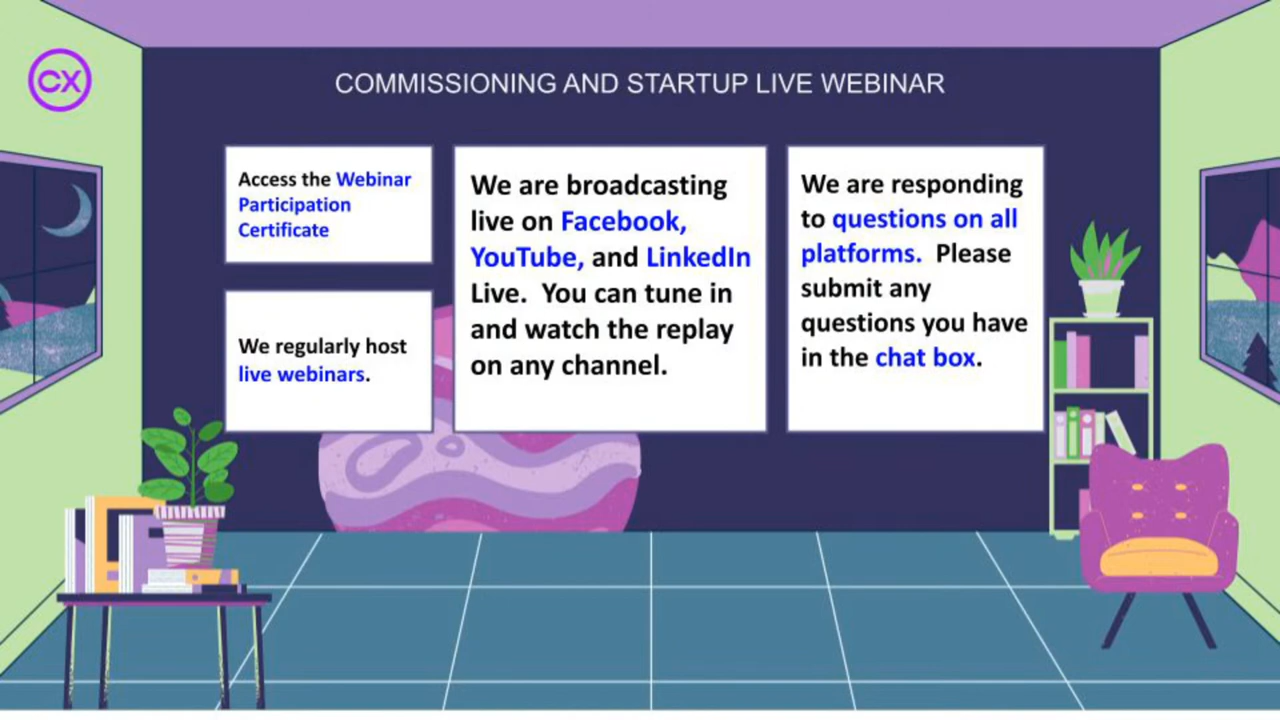 CX
COMMISSIONING AND STARTUP LIVE WEBINAR
Access the Webinar
Participation
Certificate
We regularly host
live webinars.
We are broadcasting
live on Facebook,
YouTube, and LinkedIn
Live.  You can tune in
and watch the replay
on any channel.
We are responding
to questions on all
platforms.  Please
submit any
questions you have
in the chat box.